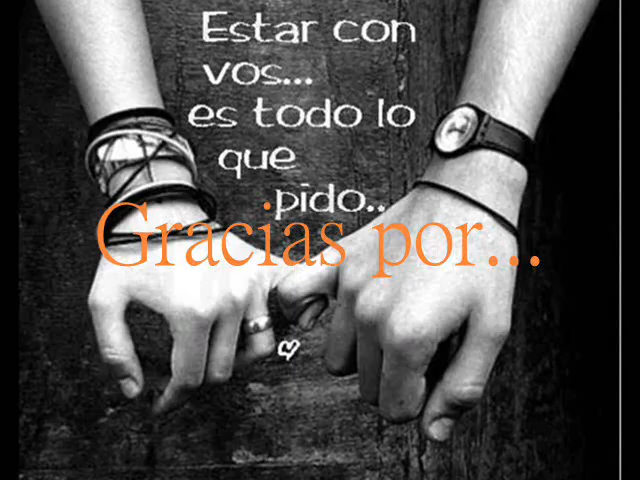 Estar con
vos...
es todo lo
que
pido..
Gracias por...